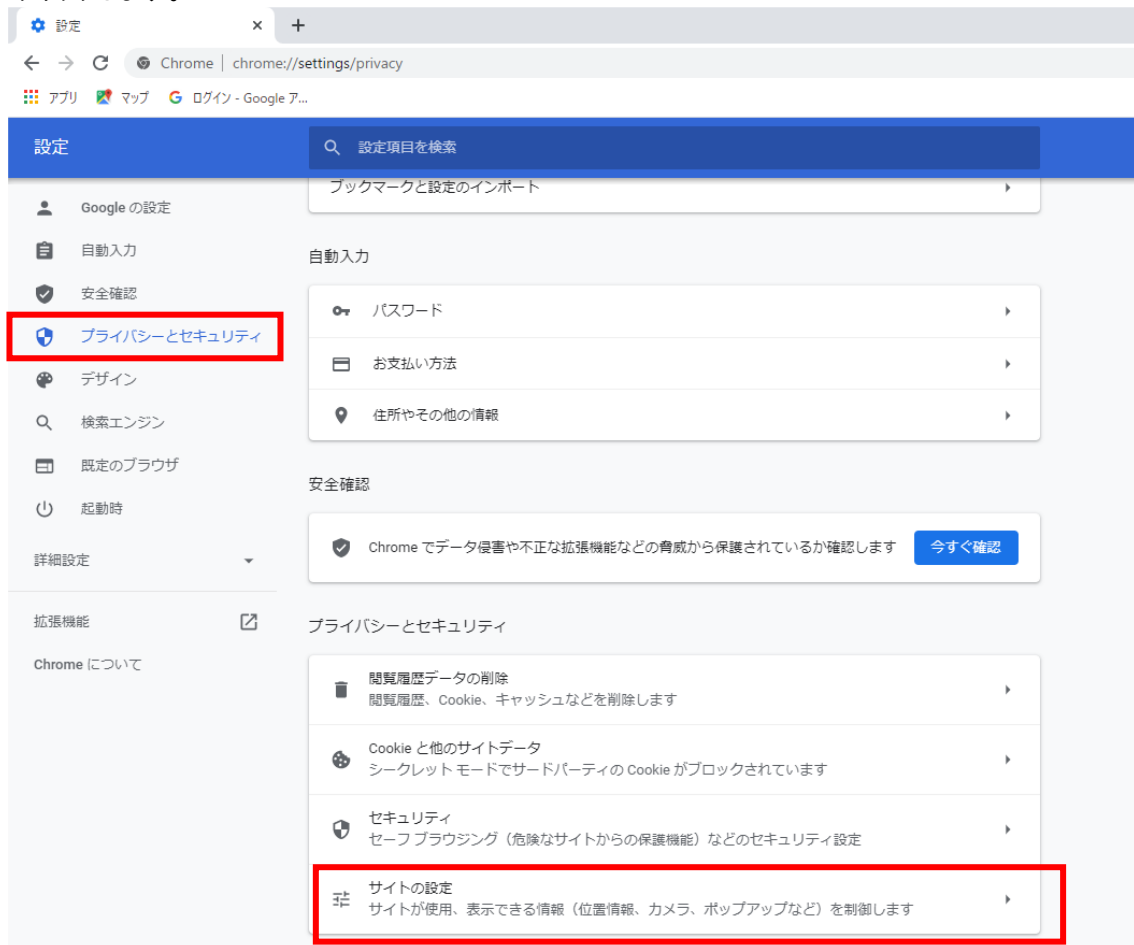 設定
Chrome | chrome://settings/privacy
アプリ マップ ログイン - Google ア...
設定
設定項目を検索
Google の設定
自動入力
安全確認
プライバシーとセキュリティ
デザイン
検索エンジン
既定のブラウザ
起動時
詳細設定
拡張機能
Chrome について
ブックマークと設定のインポート
自動入力
パスワード
お支払い方法
住所やその他の情報
安全確認
Chrome でデータ侵害や不正な拡張機能などの脅威から保護されているか確認します 今すぐ確認
プライバシーとセキュリティ
閲覧履歴データの削除
閲覧履歴、Cookie、キャッシュなどを削除します
Cookie と他のサイトデータ
シークレット モードでサードパーティの Cookie がブロックされています
セキュリティ
セーフ ブラウジング（危険なサイトからの保護機能）などのセキュリティ設定
サイトの設定
サイトが使用、表示できる情報（位置情報、カメラ、ポップアップなど）を制御します